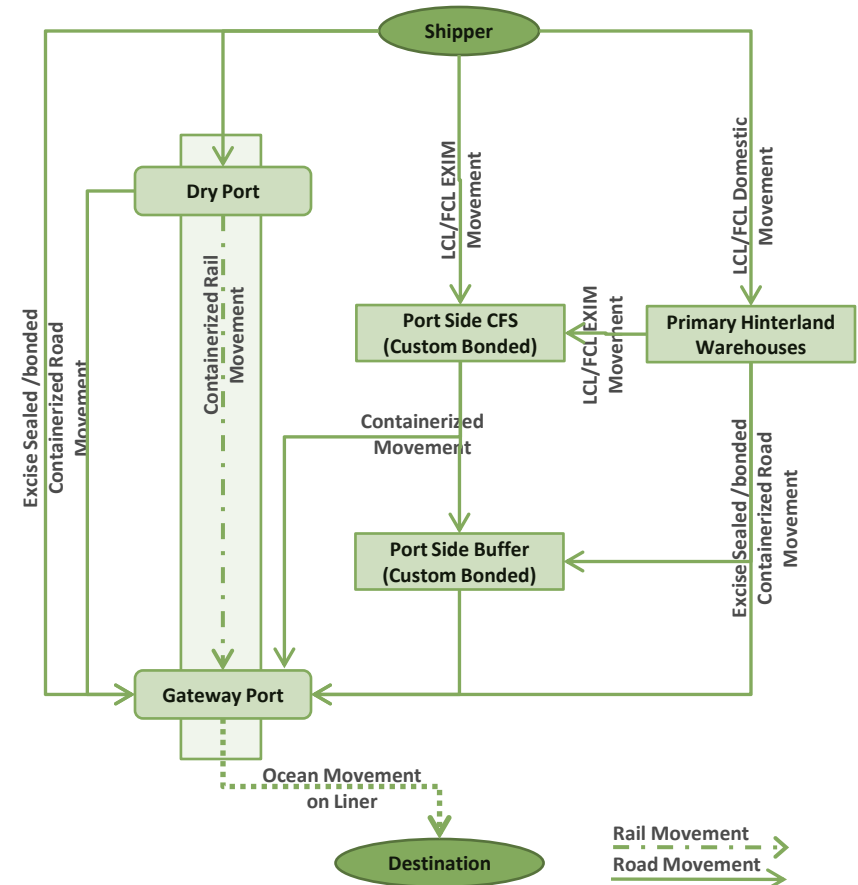 Shipper
LCL/FCL EXIM
Movement
LCL/FCL Domestic
Movement
Dry Port
Containerized Rail
Movement
Excise Sealed /bonded
Containerized Road
Movement
Port Side CFS
(Custom Bonded)
LCL/FCL EXIM
Movement
Primary Hinterland
Warehouses
Containerized
Movement
Excise Sealed /bonded
Containerized Road
Movement
Port Side Buffer
(Custom Bonded)
Gateway Port
Ocean Movement
on Liner
Destination
Rail Movement
Road Movement